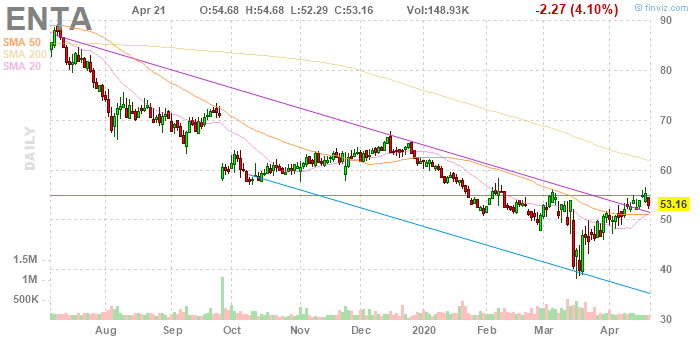 ENTA Apr 21 O:54.68 H:54.68 L:52.29 C:53.16 Vol:148.93K -2.27 (4.10%) © finviz.com
SMA 50
SMA 200
SMA 20
DAILY
90
80
70
60
53.16
50
40
30
1.5M
1M
500K
Aug Sep Oct Nov Dec 2020 Feb Mar Apr